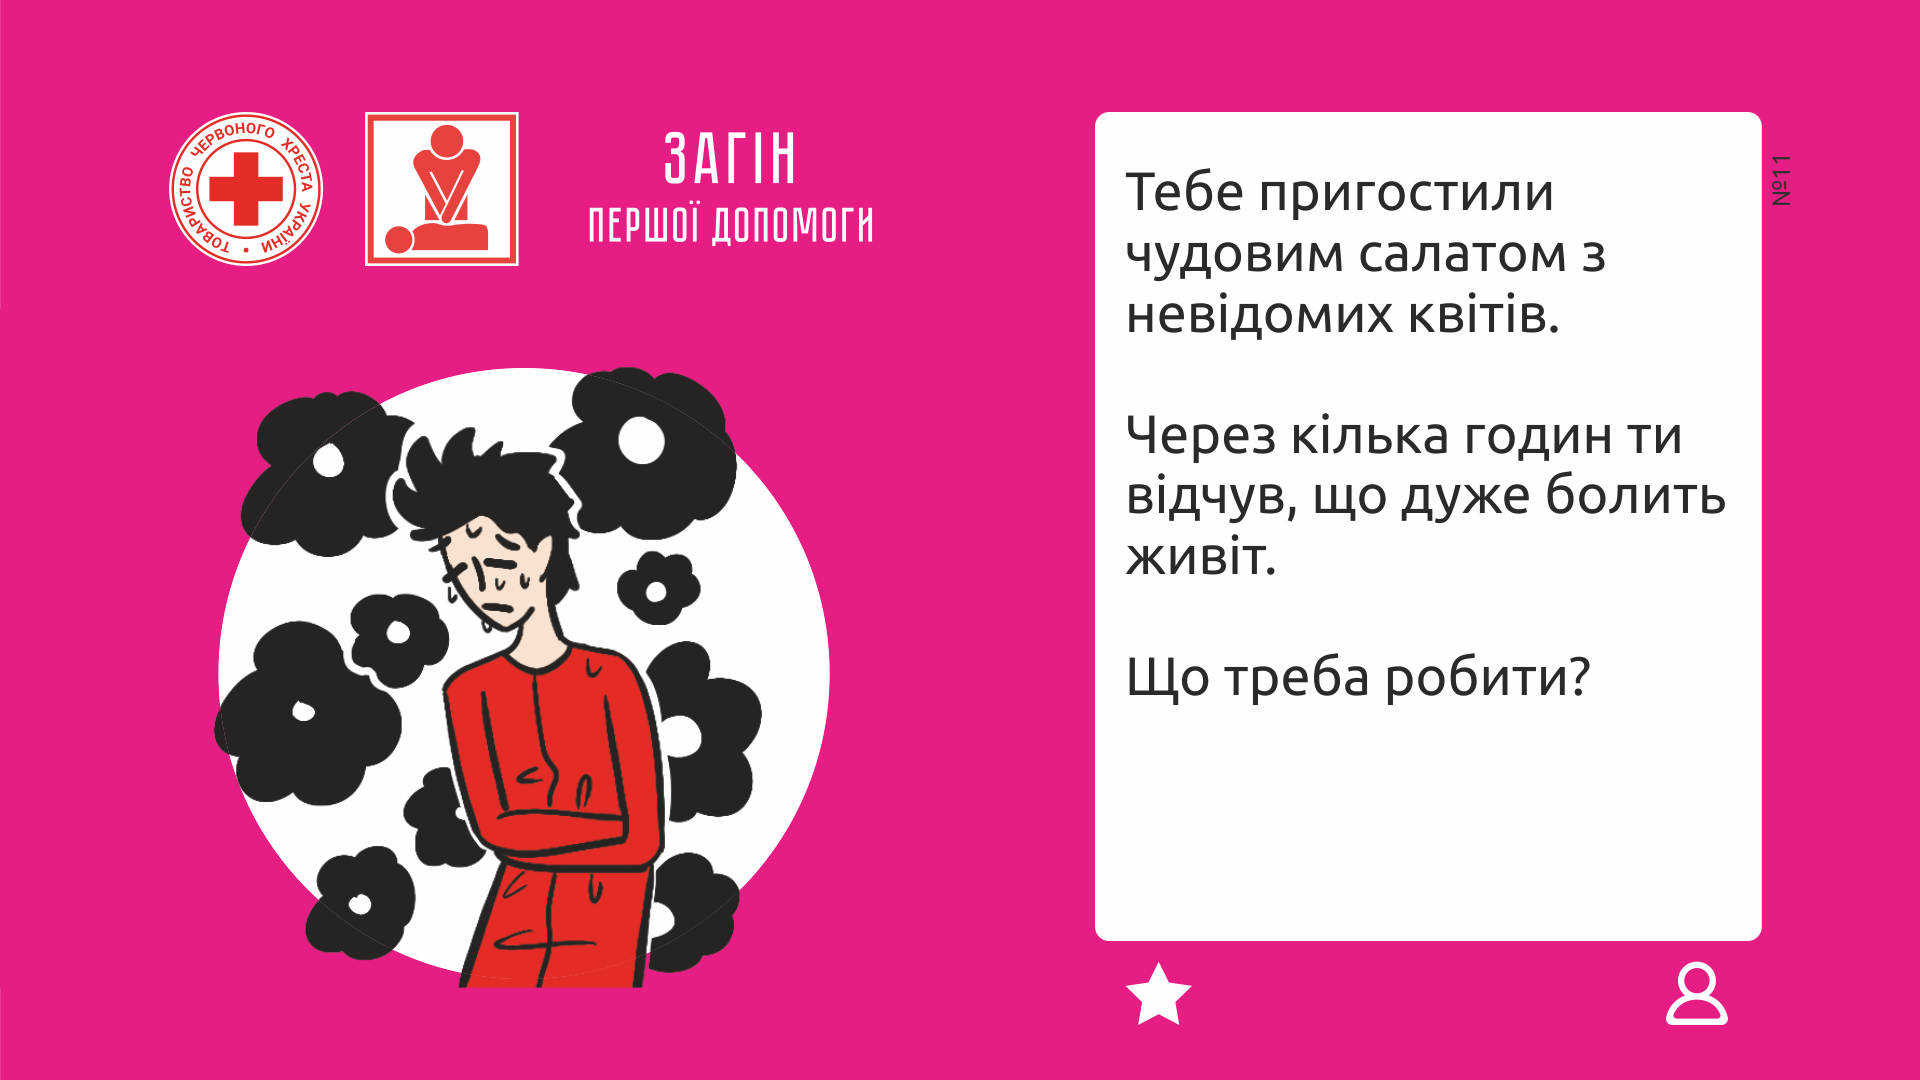 ТОВАРИСТВО ЧЕРВОНОГО ХРЕСТА УКРАЇНИ •
ЗАГІН
ПЕРШОЇ ДОПОМОГИ
Тебе пригостили
чудовим салатом з
невідомих квітів.
Через кілька годин ти
відчув, що дуже болить
живіт.
Що треба робити?
№11